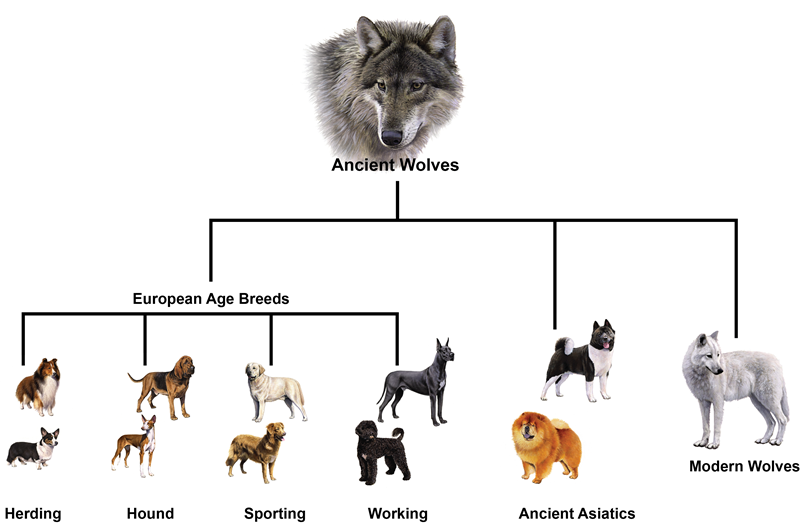 Ancient Wolves
European Age Breeds
Modern Wolves
Herding
Hound
Sporting
Working
Ancient Asiatics